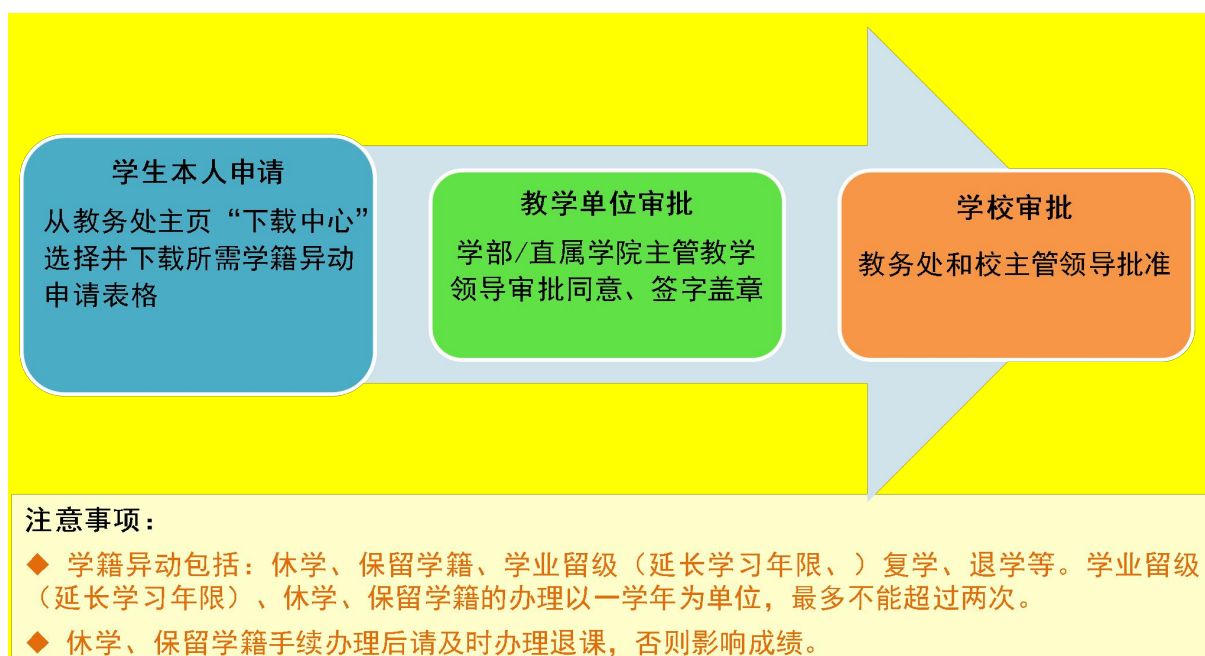 学生本人申请
从教务处主页“下载中心”
选择并下载所需学籍异动
申请表格
教学单位审批
学部/直属学院主管教学
领导审批同意、签字盖章
学校审批
教务处和校主管领导批准
注意事项：
◆ 学籍异动包括：休学、保留学籍、学业留级（延长学习年限、）复学、退学等。学业留级
（延长学习年限）、休学、保留学籍的办理以一学年为单位，最多不能超过两次。
◆ 休学、保留学籍手续办理后请及时办理退课，否则影响成绩。